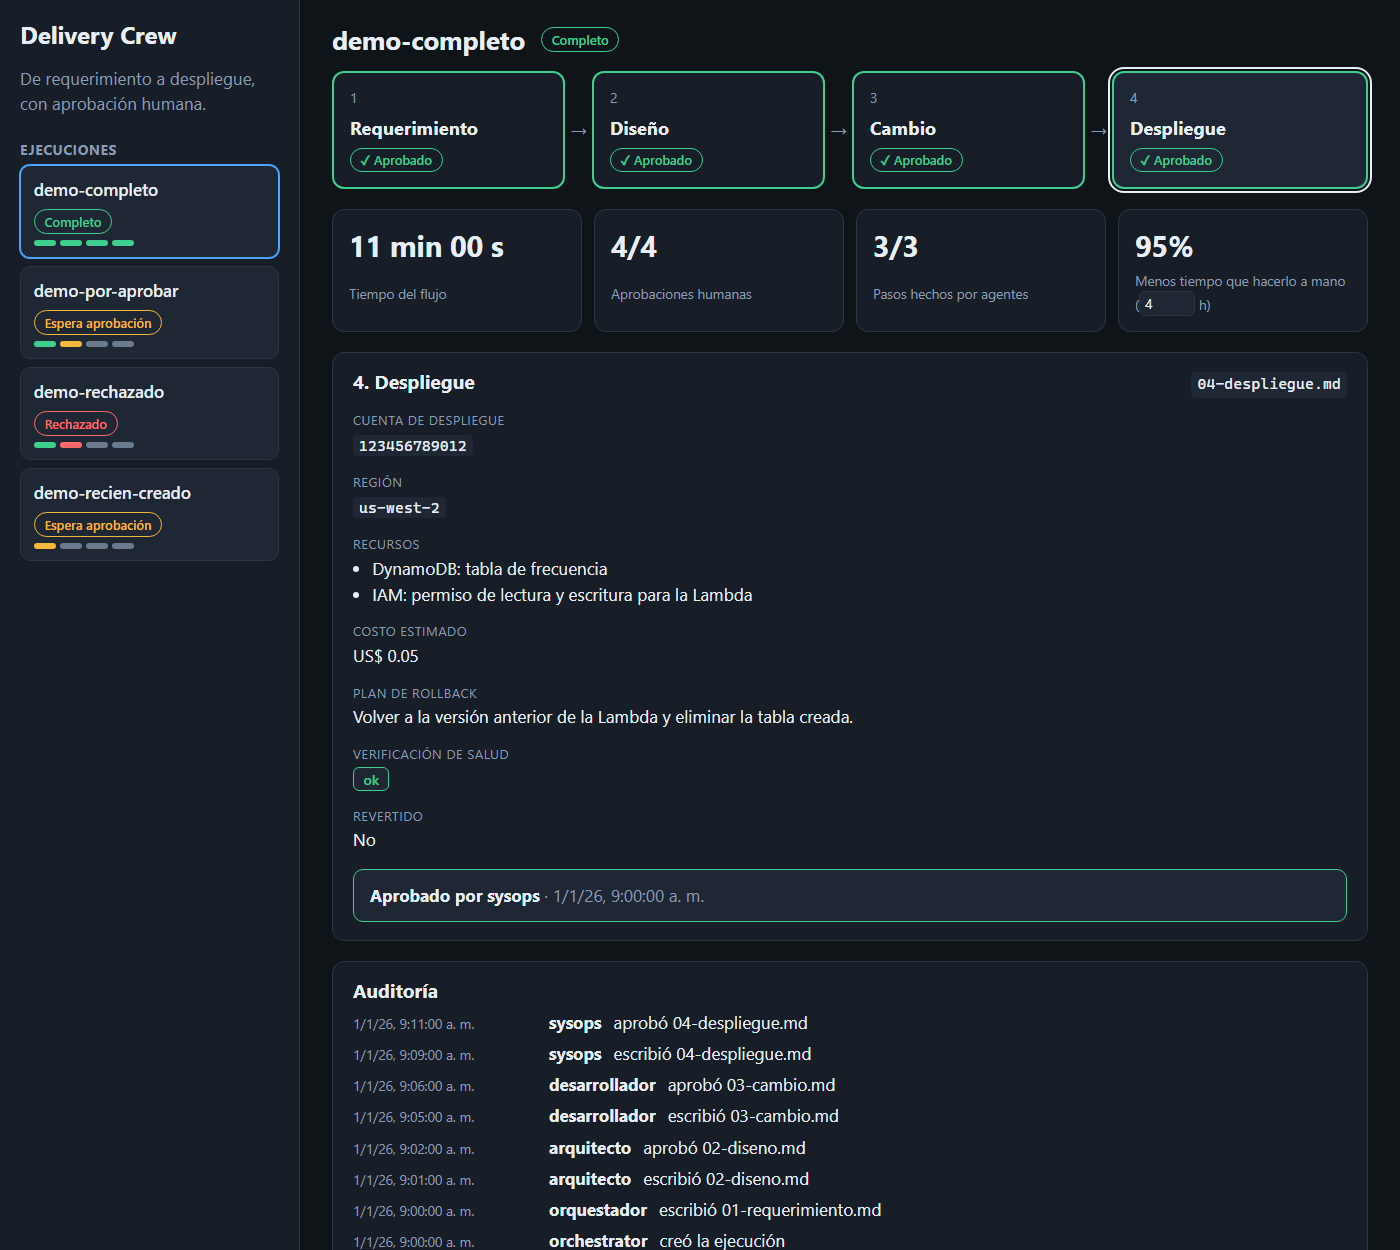 Delivery Crew
De requerimiento a despliegue,
con aprobación humana.
EJECUCIONES
demo-completo
Completo
demo-por-aprobar
Espera aprobación
demo-rechazado
Rechazado
demo-recien-creado
Espera aprobación
demo-completo Completo
1
Requerimiento
✓ Aprobado
→
2
Diseño
✓ Aprobado
→
3
Cambio
✓ Aprobado
→
4
Despliegue
✓ Aprobado
11 min 00 s
Tiempo del flujo
4/4
Aprobaciones humanas
3/3
Pasos hechos por agentes
95%
Menos tiempo que hacerlo a mano
(4 h)
4. Despliegue
04-despliegue.md
CUENTA DE DESPLIEGUE
123456789012
REGIÓN
us-west-2
RECURSOS
• DynamoDB: tabla de frecuencia
• IAM: permiso de lectura y escritura para la Lambda
COSTO ESTIMADO
US$ 0.05
PLAN DE ROLLBACK
Volver a la versión anterior de la Lambda y eliminar la tabla creada.
VERIFICACIÓN DE SALUD
ok
REVERTIDO
No
Aprobado por sysops · 1/1/26, 9:00:00 a. m.
Auditoría
1/1/26, 9:11:00 a. m. sysops aprobó 04-despliegue.md
1/1/26, 9:09:00 a. m. sysops escribió 04-despliegue.md
1/1/26, 9:06:00 a. m. desarrollador aprobó 03-cambio.md
1/1/26, 9:05:00 a. m. desarrollador escribió 03-cambio.md
1/1/26, 9:02:00 a. m. arquitecto aprobó 02-diseno.md
1/1/26, 9:01:00 a. m. arquitecto escribió 02-diseno.md
1/1/26, 9:00:00 a. m. orquestador escribió 01-requerimiento.md
1/1/26, 9:00:00 a. m. orchestrator creó la ejecución